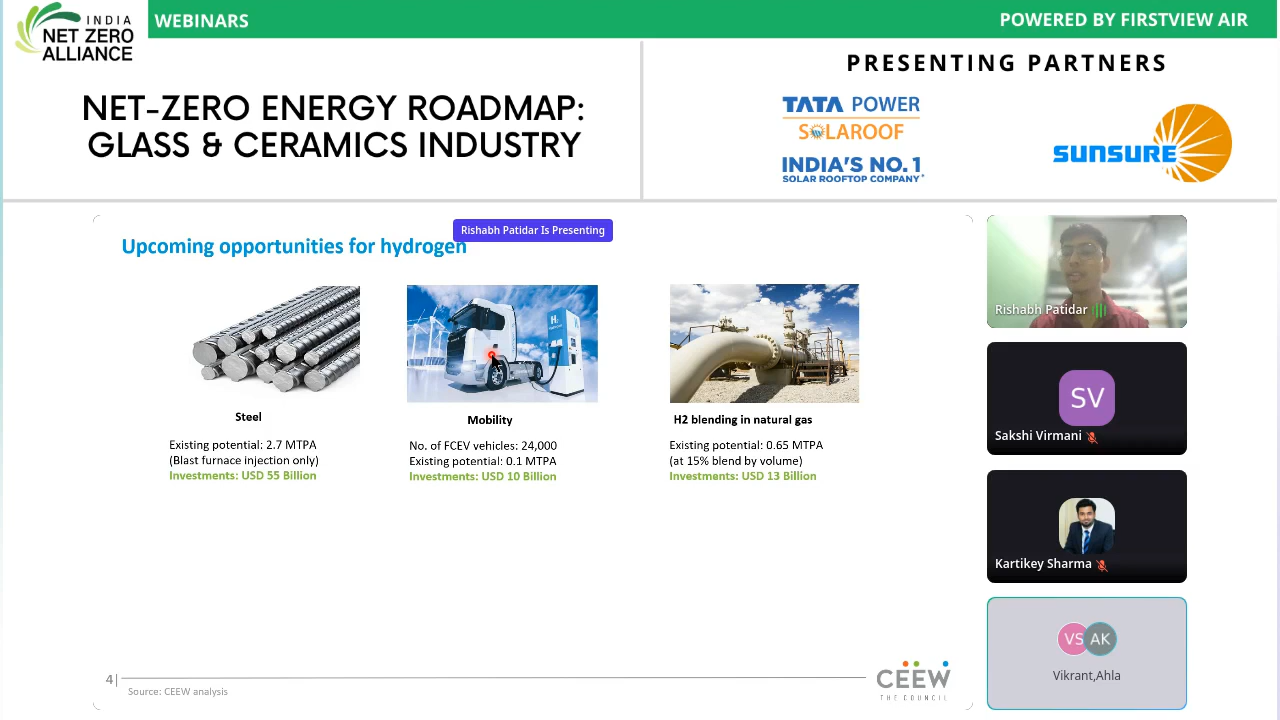 INDIA
NET ZERO
ALLIANCE
WEBINARS
POWERED BY FIRSTVIEW AIR
NET-ZERO ENERGY ROADMAP:
GLASS & CERAMICS INDUSTRY
PRESENTING PARTNERS
TATA POWER
SOLAROOF
INDIA'S NO.1
SOLAR ROOFTOP COMPANY*
SUNSURE
Rishabh Patidar Is Presenting
Upcoming opportunities for hydrogen
H₂
Steel
Existing potential: 2.7 MTPA
(Blast furnace injection only)
Investments: USD 55 Billion
Mobility
No. of FCEV vehicles: 24,000
Existing potential: 0.1 MTPA
Investments: USD 10 Billion
H2 blending in natural gas
Existing potential: 0.65 MTPA
(at 15% blend by volume)
Investments: USD 13 Billion
4|
Source: CEEW analysis
CEEW
THE COUNCIL
Rishabh Patidar
SV
Sakshi Virmani
Kartikey Sharma
VS AK
Vikrant,Ahla